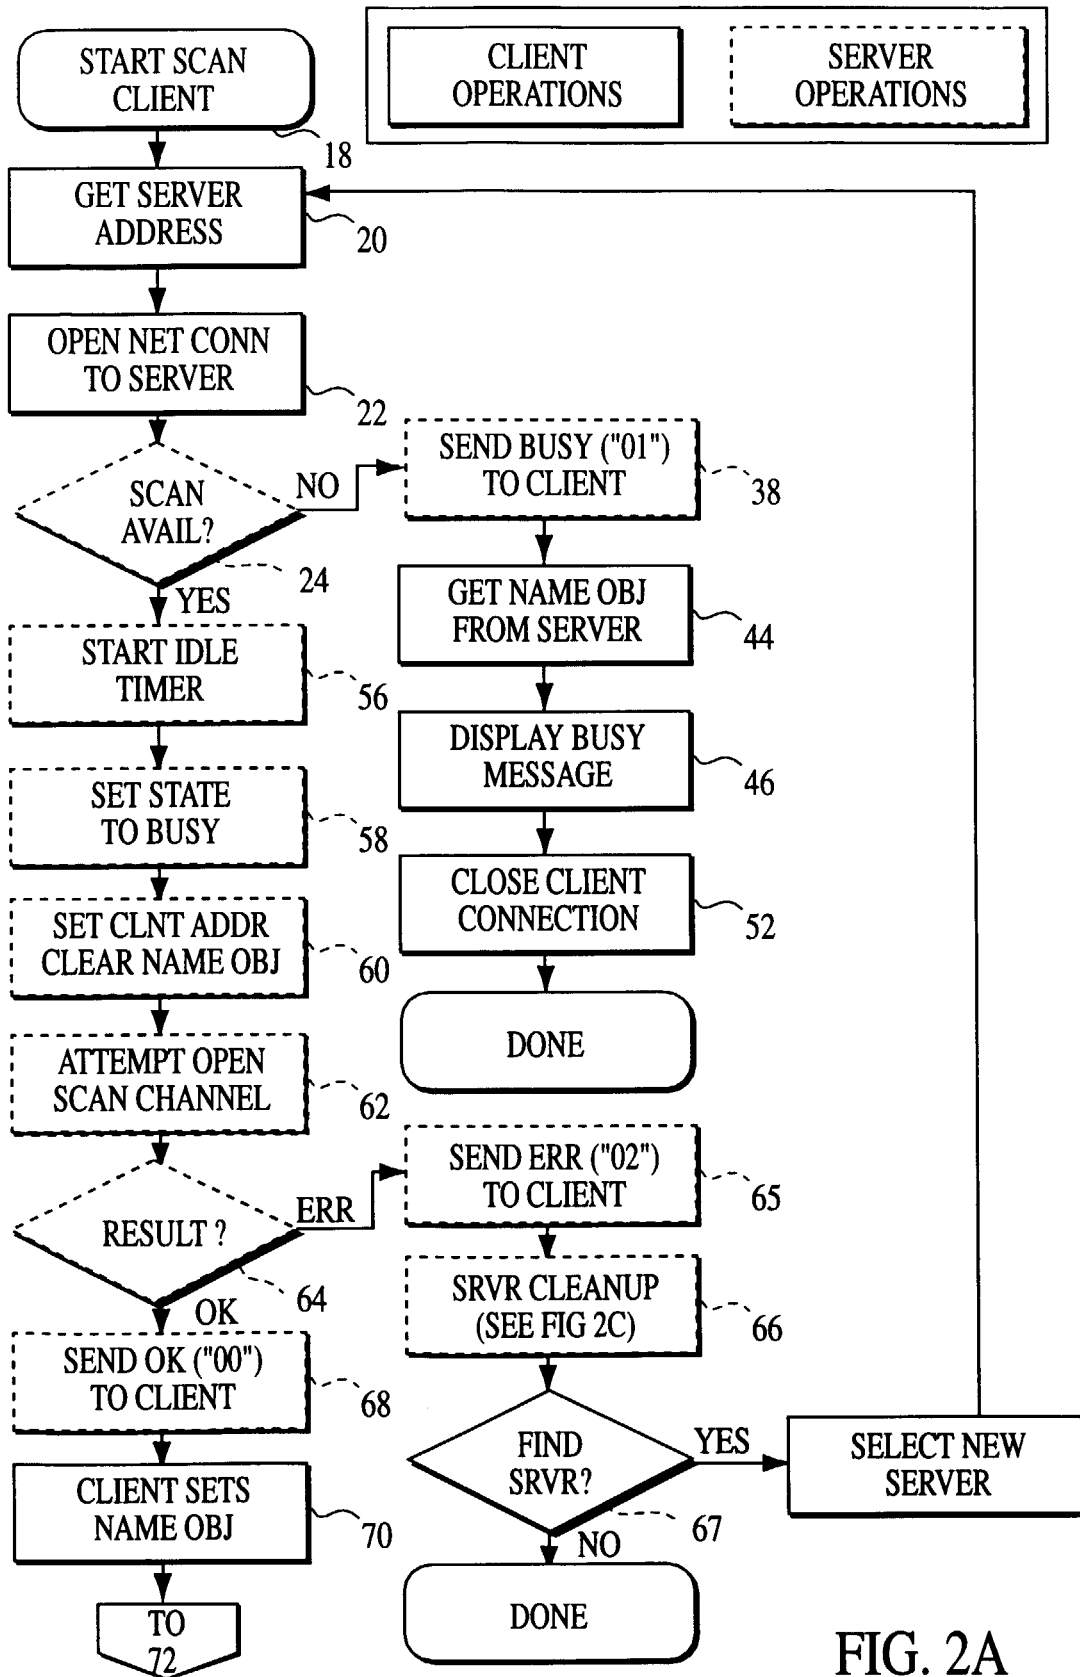 START SCAN
CLIENT
18
CLIENT
OPERATIONS
SERVER
OPERATIONS
GET SERVER
ADDRESS
20
OPEN NET CONN
TO SERVER
22
SCAN
AVAIL?
24
NO
YES
SEND BUSY ("01")
TO CLIENT
38
GET NAME OBJ
FROM SERVER
44
DISPLAY BUSY
MESSAGE
46
CLOSE CLIENT
CONNECTION
52
DONE
START IDLE
TIMER
56
SET STATE
TO BUSY
58
SET CLNT ADDR
CLEAR NAME OBJ
60
ATTEMPT OPEN
SCAN CHANNEL
62
RESULT ?
64
ERR
OK
SEND ERR ("02")
TO CLIENT
65
SRVR CLEANUP
(SEE FIG 2C)
66
FIND
SRVR?
67
YES
NO
SELECT NEW
SERVER
DONE
SEND OK ("00")
TO CLIENT
68
CLIENT SETS
NAME OBJ
70
TO
72
FIG. 2A